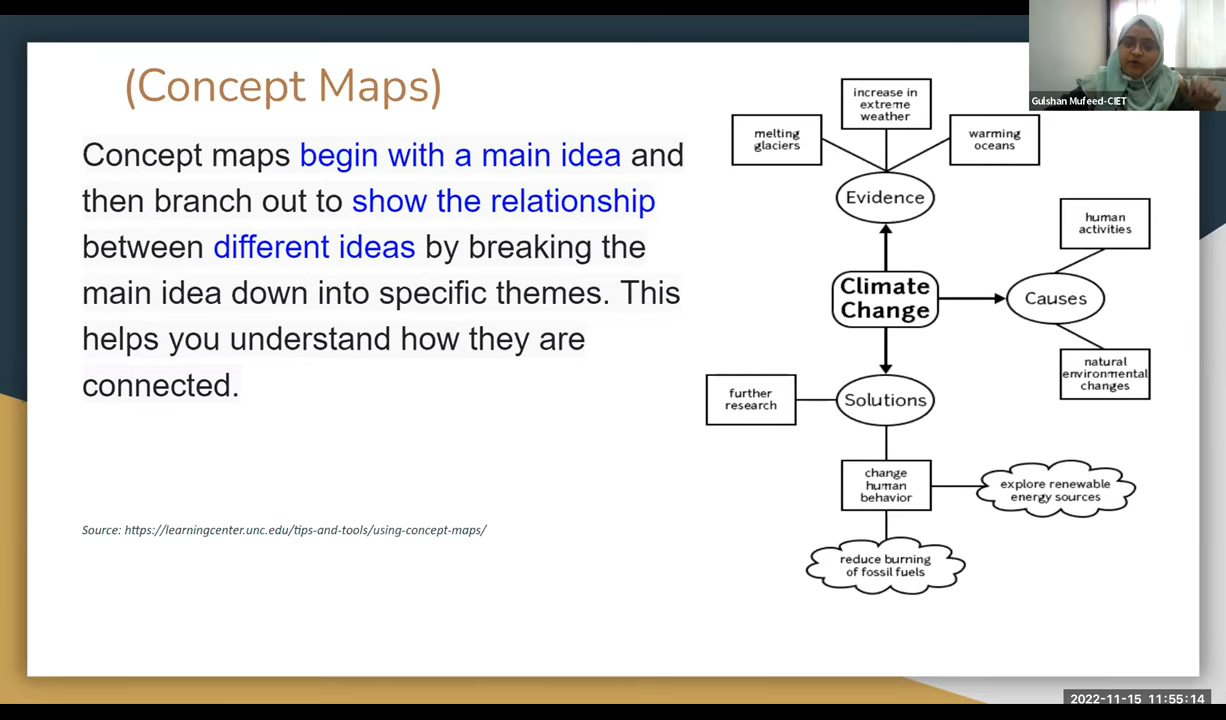 (Concept Maps)
Concept maps begin with a main idea and
then branch out to show the relationship
between different ideas by breaking the
main idea down into specific themes. This
helps you understand how they are
connected.
Source: https://learningcenter.unc.edu/tips-and-tools/using-concept-maps/
Gulshan Mufeed-CIET
increase in
extreme
weather
melting
glaciers
warming
oceans
Evidence
human
activities
Climate
Change
Causes
natural
environmental
changes
further
research
Solutions
change
human
behavior
explore renewable
energy sources
reduce burning
of fossil fuels
2022-11-15 11:55:14